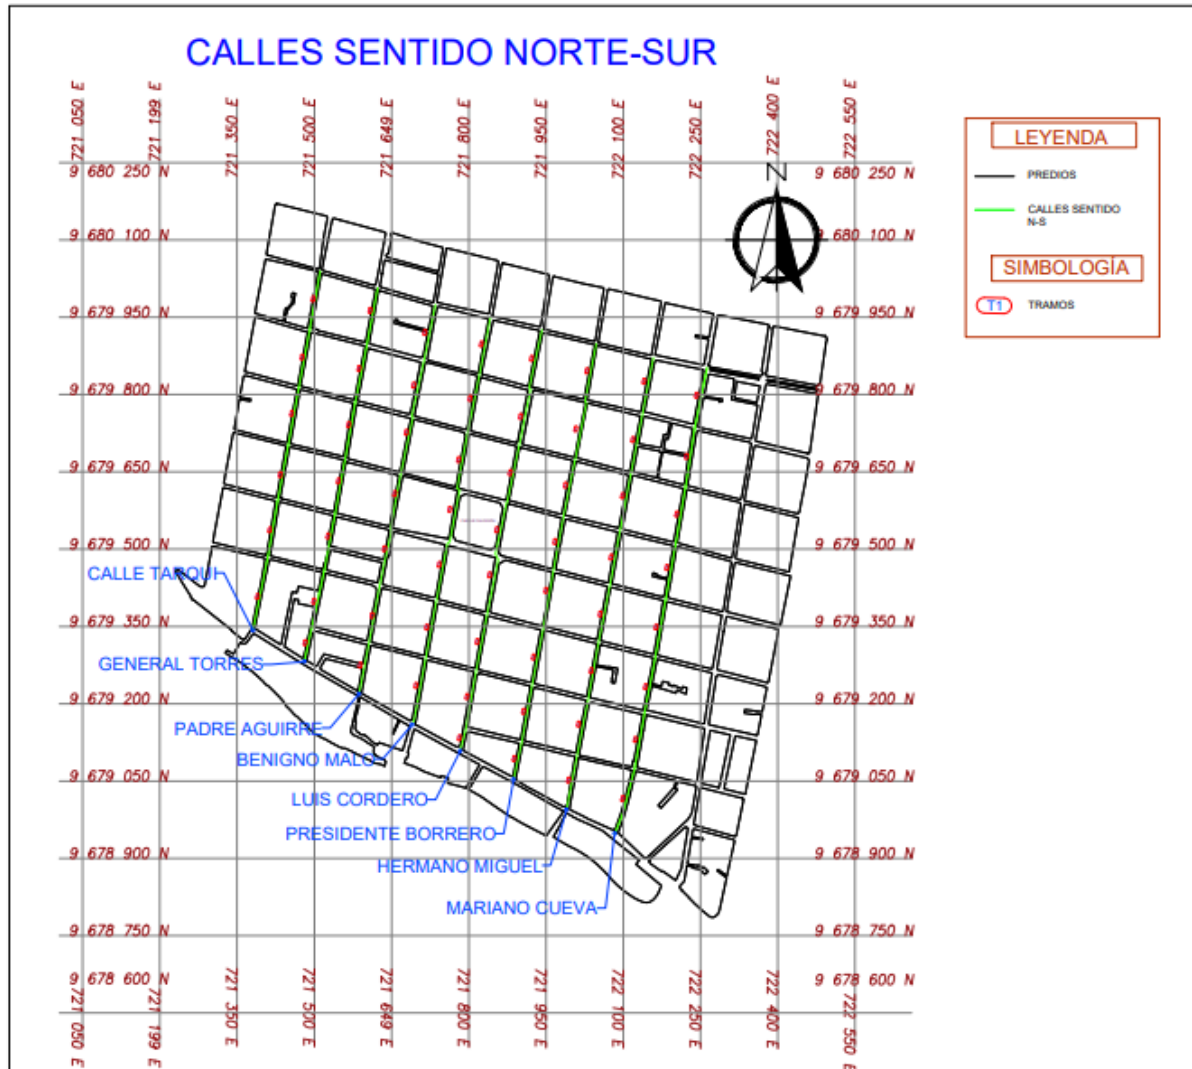 CALLES SENTIDO NORTE-SUR
721 050 E
721 199 E
721 350 E
721 500 E
721 649 E
721 800 E
721 950 E
722 100 E
722 250 E
722 400 E
722 550 E
9 680 250 N
9 680 250 N
N
9 680 100 N
9 680 100 N
9 679 950 N
9 679 950 N
9 679 800 N
9 679 800 N
9 679 650 N
9 679 650 N
9 679 500 N
9 679 500 N
CALLE TARQUI
9 679 350 N
9 679 350 N
GENERAL TORRES
9 679 200 N
9 679 200 N
PADRE AGUIRRE
BENIGNO MALO
9 679 050 N
9 679 050 N
LUIS CORDERO
PRESIDENTE BORRERO
9 678 900 N
9 678 900 N
HERMANO MIGUEL
MARIANO CUEVA
9 678 750 N
9 678 750 N
9 678 600 N
9 678 600 N
721 050 E
721 199 E
721 350 E
721 500 E
721 649 E
721 800 E
721 950 E
722 100 E
722 250 E
722 400 E
722 550 E
LEYENDA
PREDIOS
CALLES SENTIDO
N-S
SIMBOLOGÍA
T1
TRAMOS